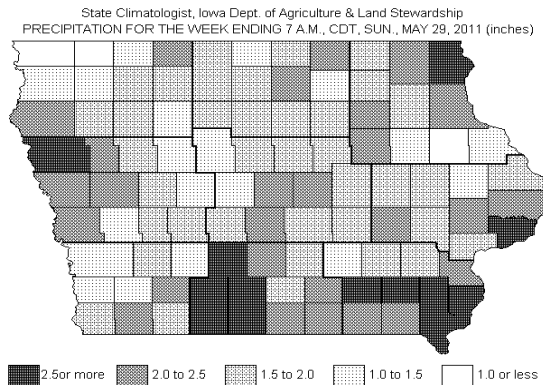 State Climatologist, Iowa Dept. of Agriculture & Land Stewardship
PRECIPITATION FOR THE WEEK ENDING 7 A.M., CDT, SUN., MAY 29, 2011 (inches)
2.5or more 2.0 to 2.5 1.5 to 2.0 1.0 to 1.5 1.0 or less